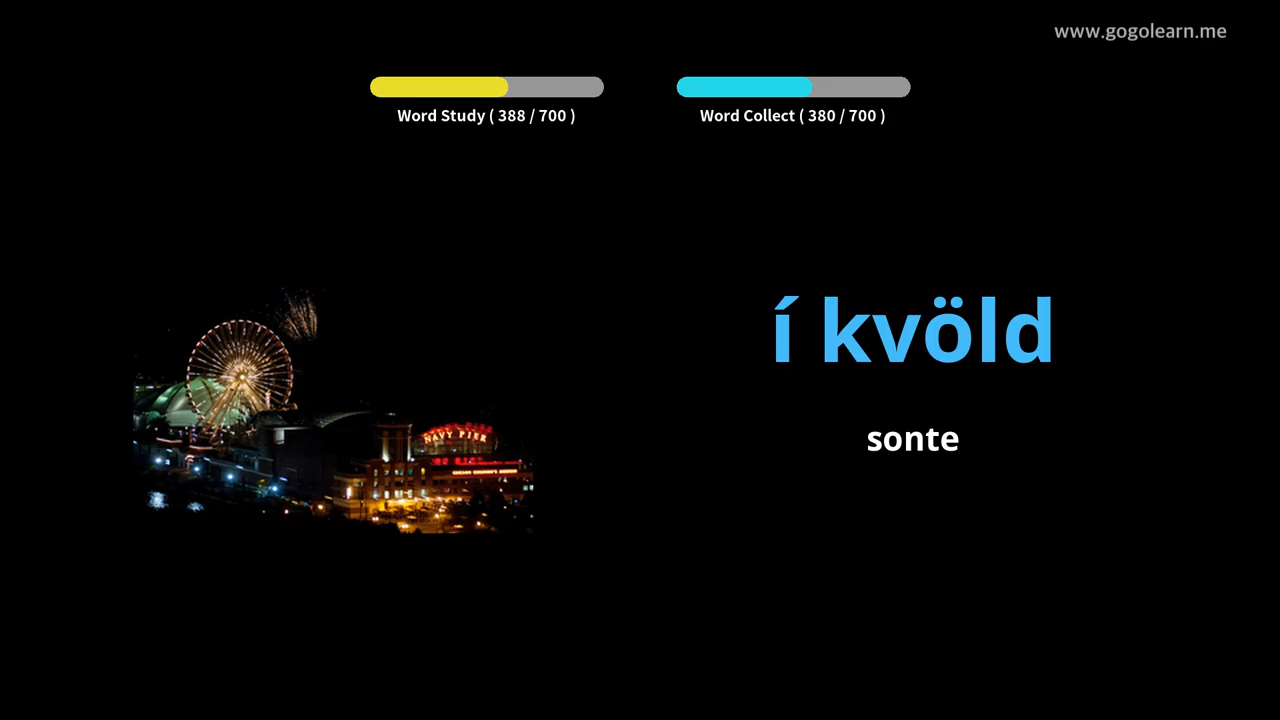 www.gogolearn.me
Word Study ( 388 / 700 )
Word Collect ( 380 / 700 )
í kvöld
sonte
NAVY PIER